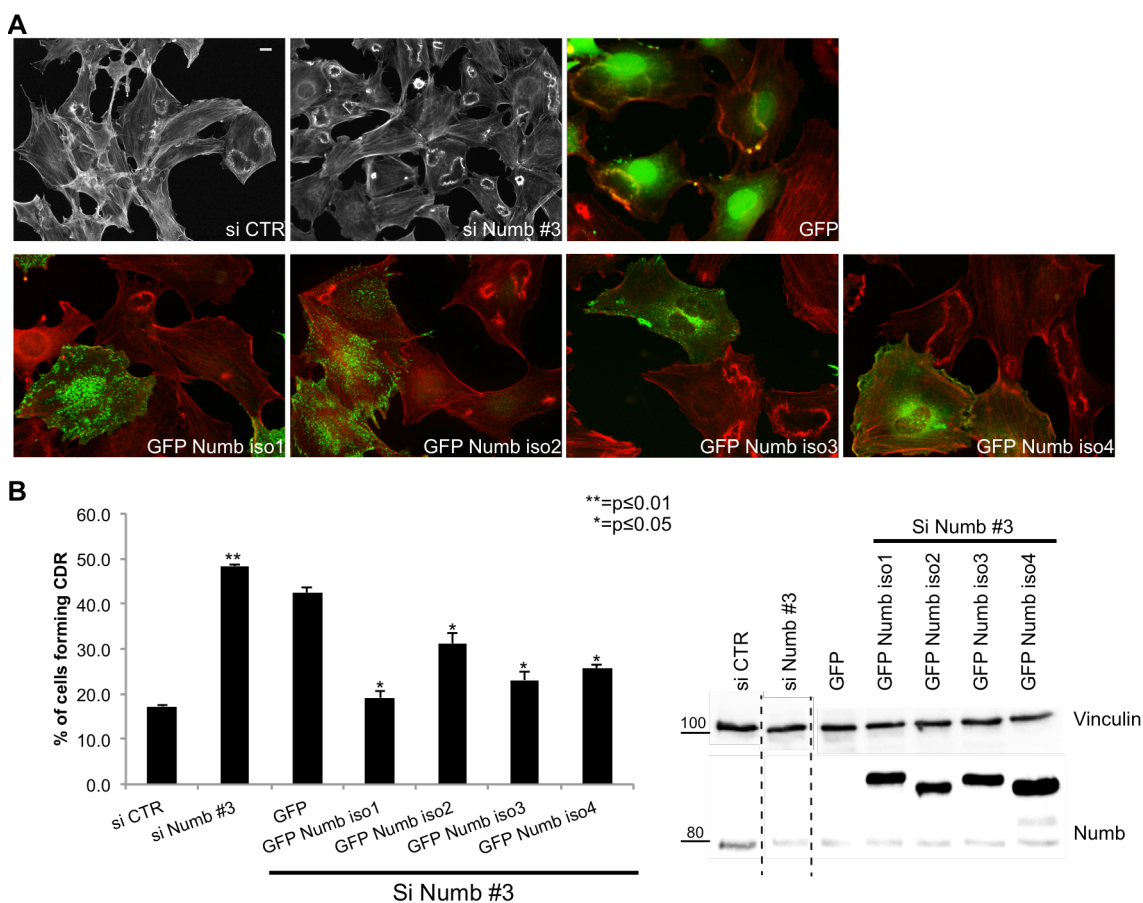 A
si CTR
si Numb #3
GFP
GFP Numb iso1
GFP Numb iso2
GFP Numb iso3
GFP Numb iso4
B
**=p≤0.01
*=p≤0.05
% of cells forming CDR
60.0
50.0
40.0
30.0
20.0
10.0
0.0
**
*
*
*
*
si CTR
si Numb #3
GFP
GFP Numb iso1
GFP Numb iso2
GFP Numb iso3
GFP Numb iso4
Si Numb #3
Si Numb #3
si CTR
si Numb #3
GFP
GFP Numb iso1
GFP Numb iso2
GFP Numb iso3
GFP Numb iso4
100
Vinculin
80
Numb